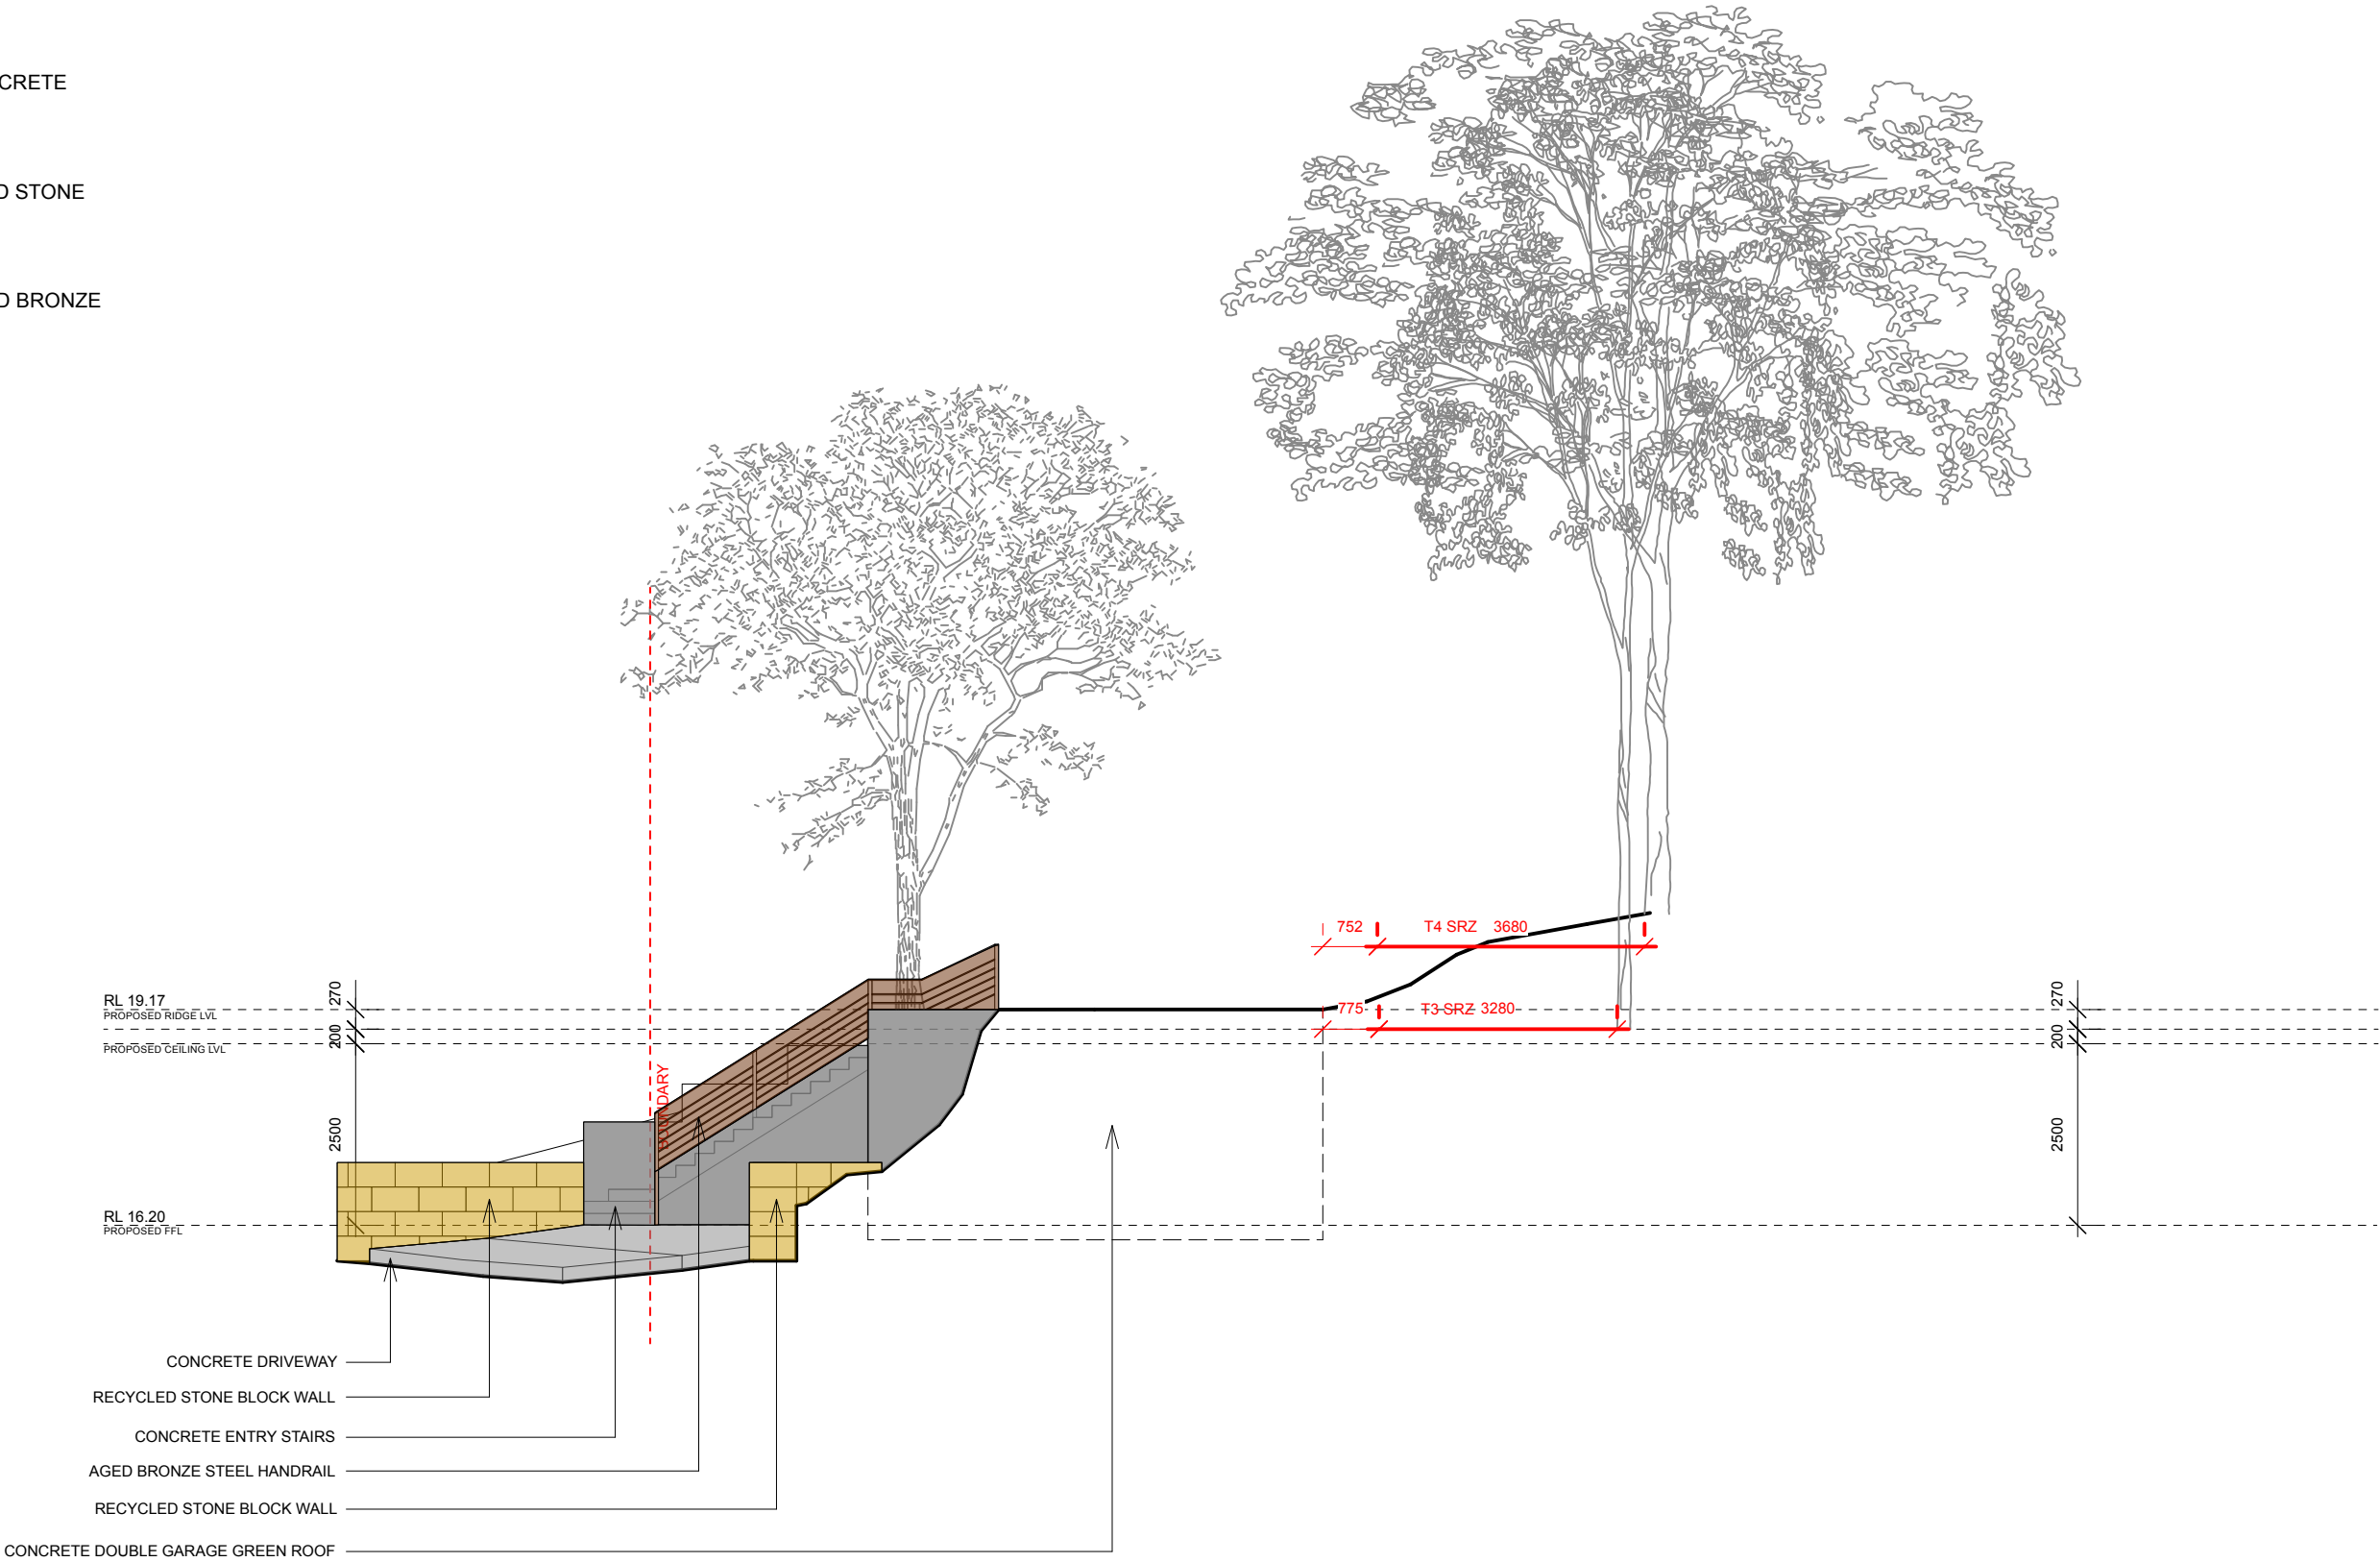 CRETE
D STONE
D BRONZE
752 T4 SRZ 3680
RL 19.17
PROPOSED RIDGE LVL
270
775 T3 SRZ 3280
270
200
PROPOSED CEILING LVL
200
BOUNDARY
2500
2500
RL 16.20
PROPOSED FFL
CONCRETE DRIVEWAY
RECYCLED STONE BLOCK WALL
CONCRETE ENTRY STAIRS
AGED BRONZE STEEL HANDRAIL
RECYCLED STONE BLOCK WALL
CONCRETE DOUBLE GARAGE GREEN ROOF